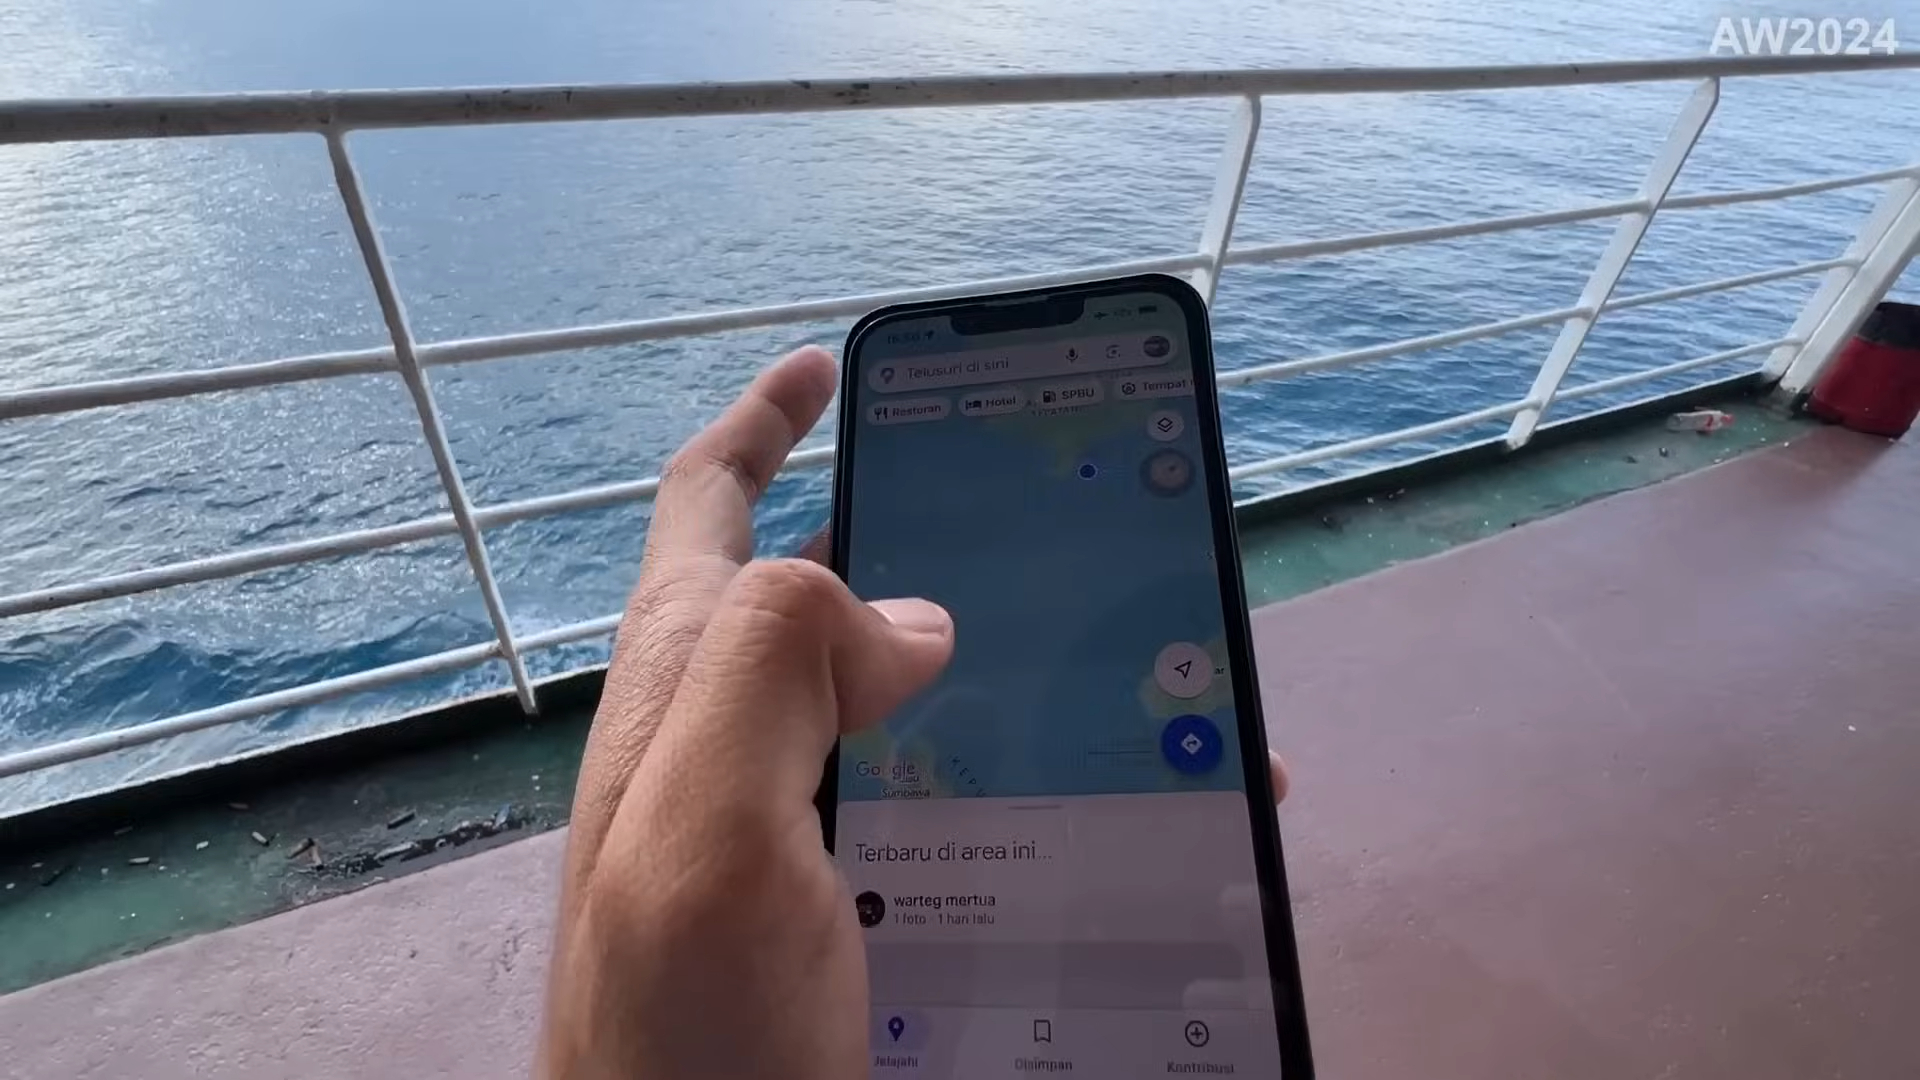 AW2024
Telusuri di sini
Restoran
Hotel
SPBU
Tempat
Google
Sumbawa
Terbaru di area ini...
warteg mertua
1 foto · 1 hari lalu
Jelajahi
Disimpan
Kontribusi